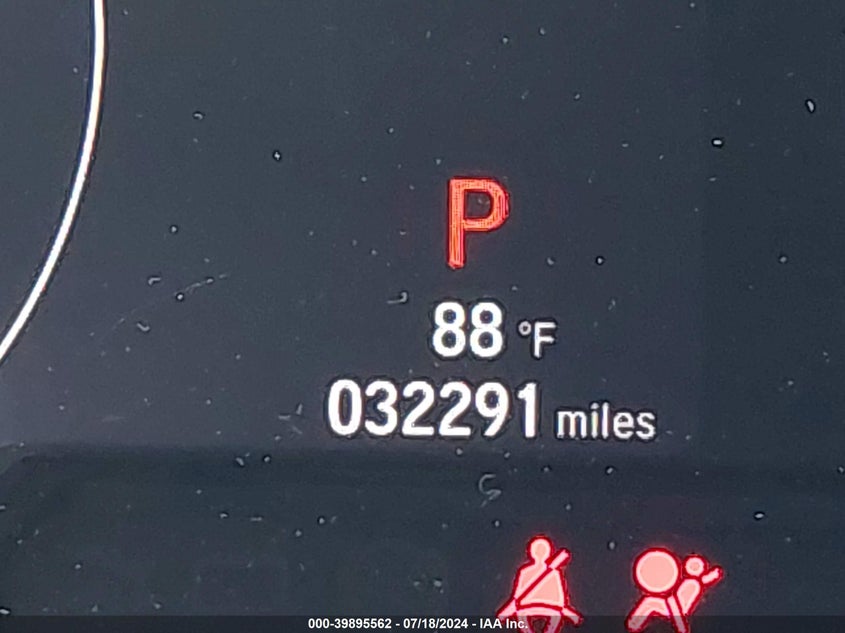 P
88 °F
032291 miles
000-39895562 - 07/18/2024 - IAA Inc.